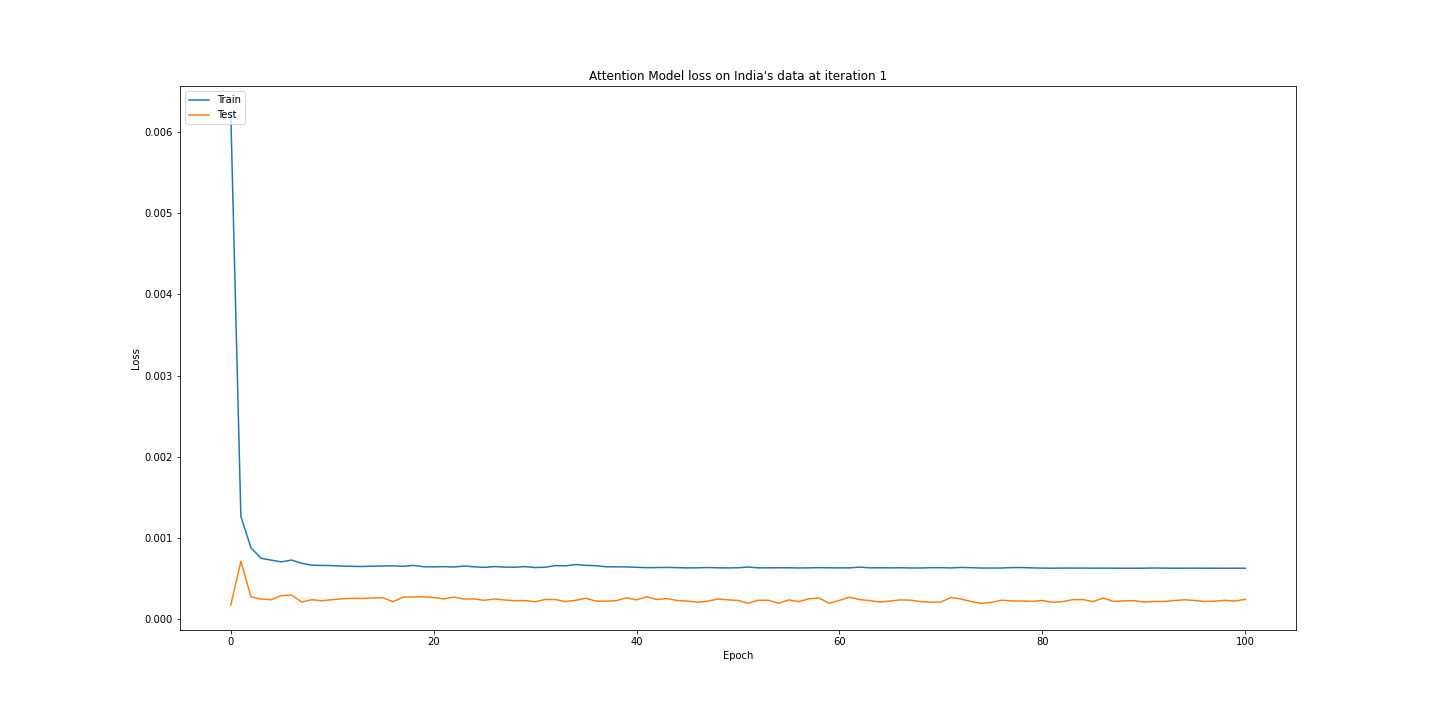 Attention Model loss on India's data at iteration 1
Train
Test
0.006
0.005
0.004
0.003
0.002
0.001
0.000
Loss
0 20 40 60 80 100
Epoch